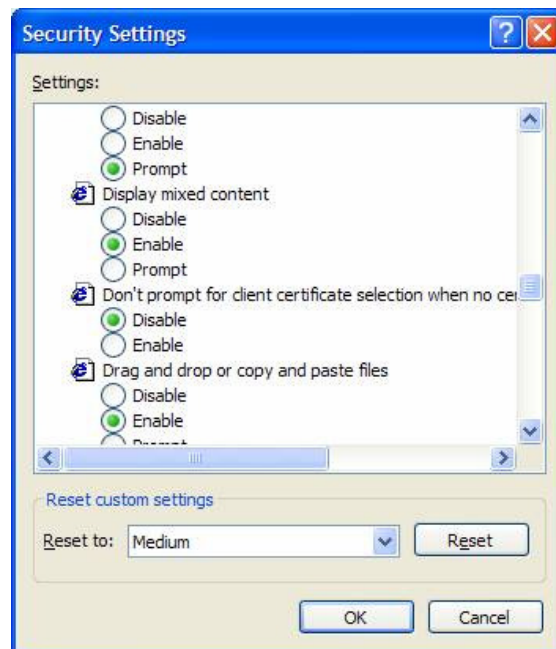 Security Settings
Settings:
Disable
Enable
Prompt
Display mixed content
Disable
Enable
Prompt
Don't prompt for client certificate selection when no
Disable
Enable
Drag and drop or copy and paste files
Disable
Enable
Reset custom settings
Reset to: Medium Reset
OK Cancel